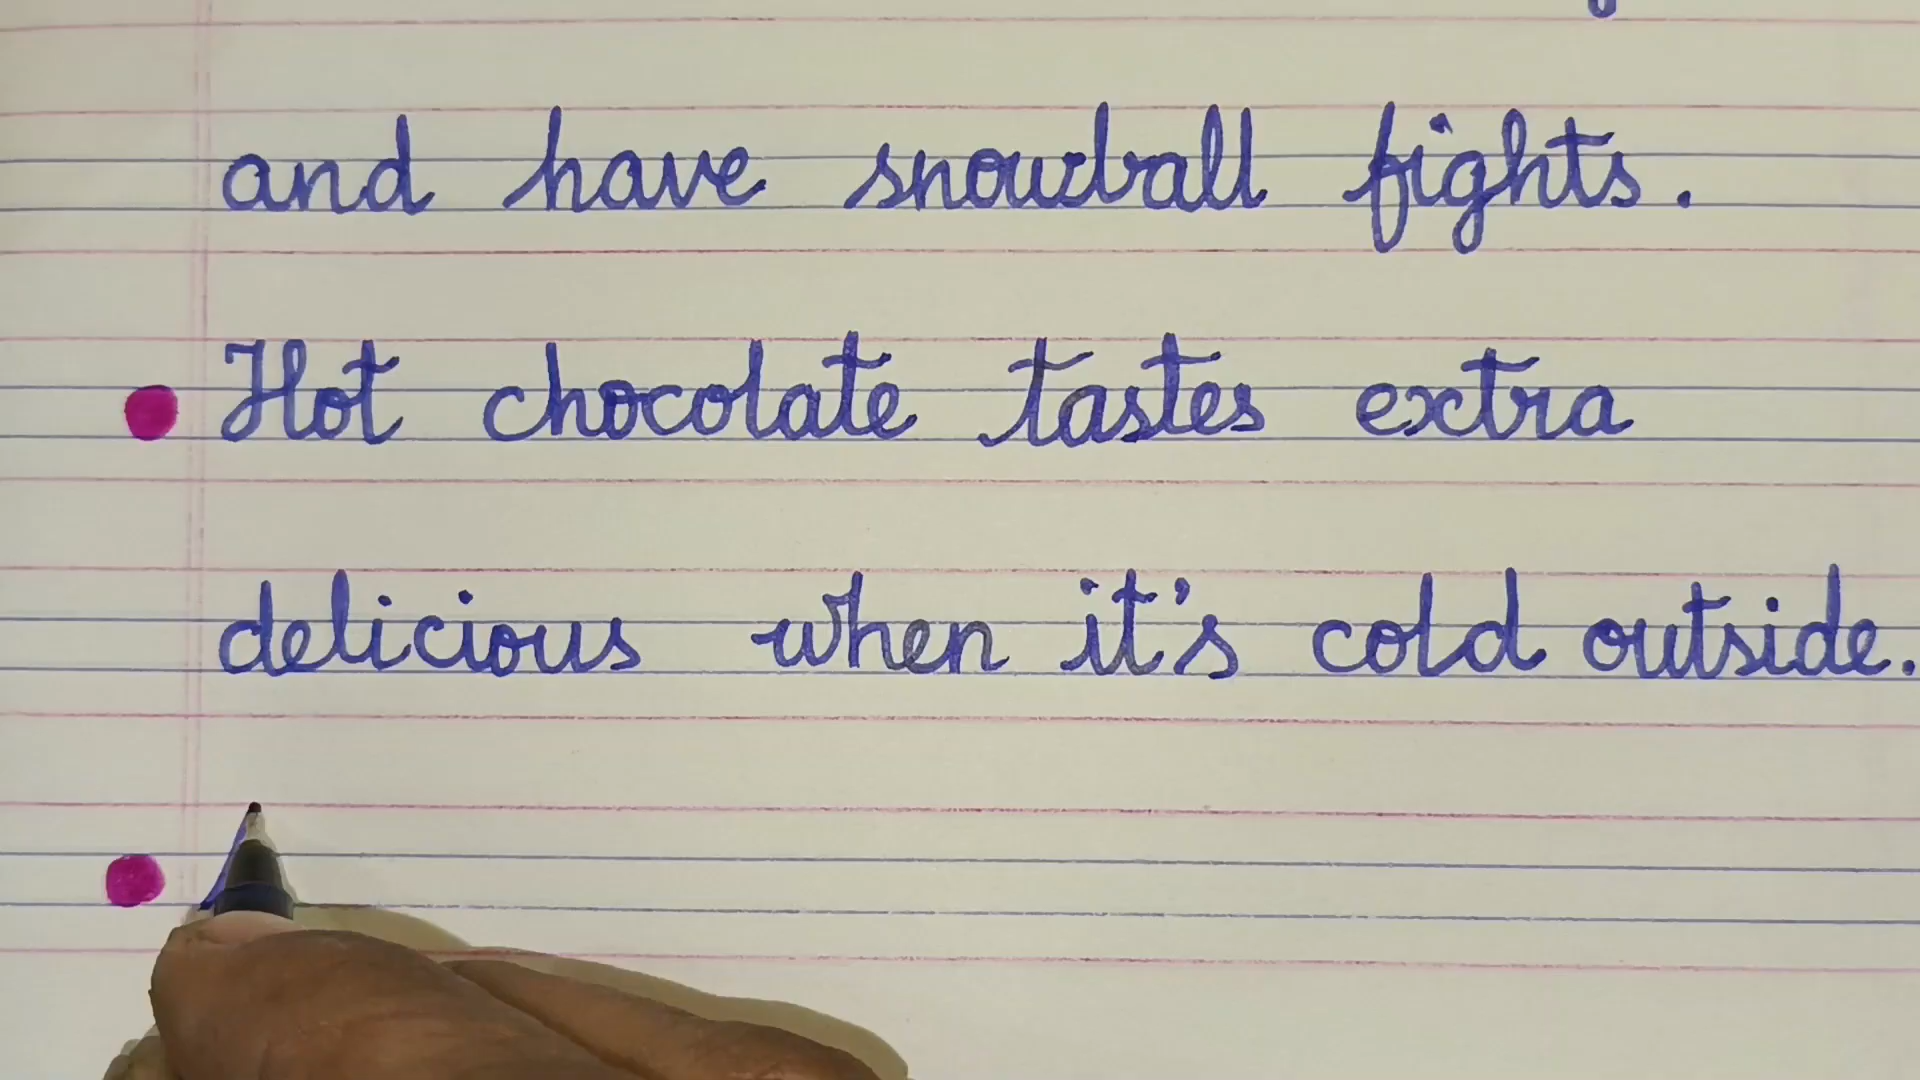 and have snowball fights.
Hot chocolate tastes extra
delicious when it's cold outside.